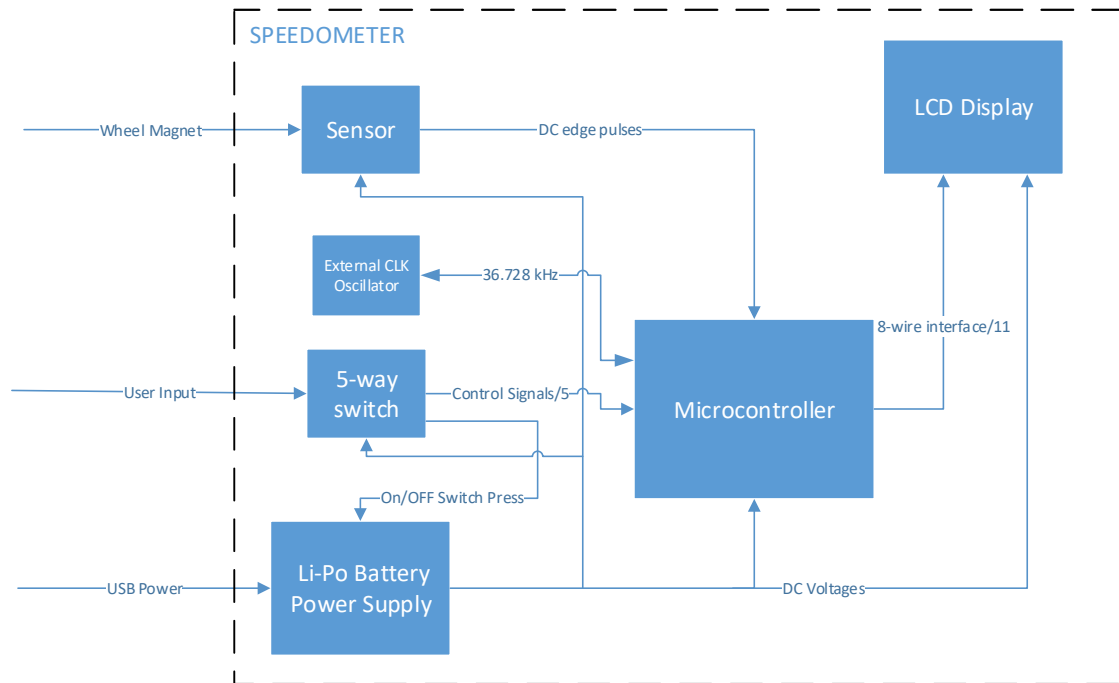 SPEEDOMETER
LCD Display
Wheel Magnet
Sensor
DC edge pulses
External CLK
Oscillator
36.728 kHz
8-wire interface/11
User Input
5-way
switch
Control Signals/5
Microcontroller
On/OFF Switch Press
USB Power
Li-Po Battery
Power Supply
DC Voltages